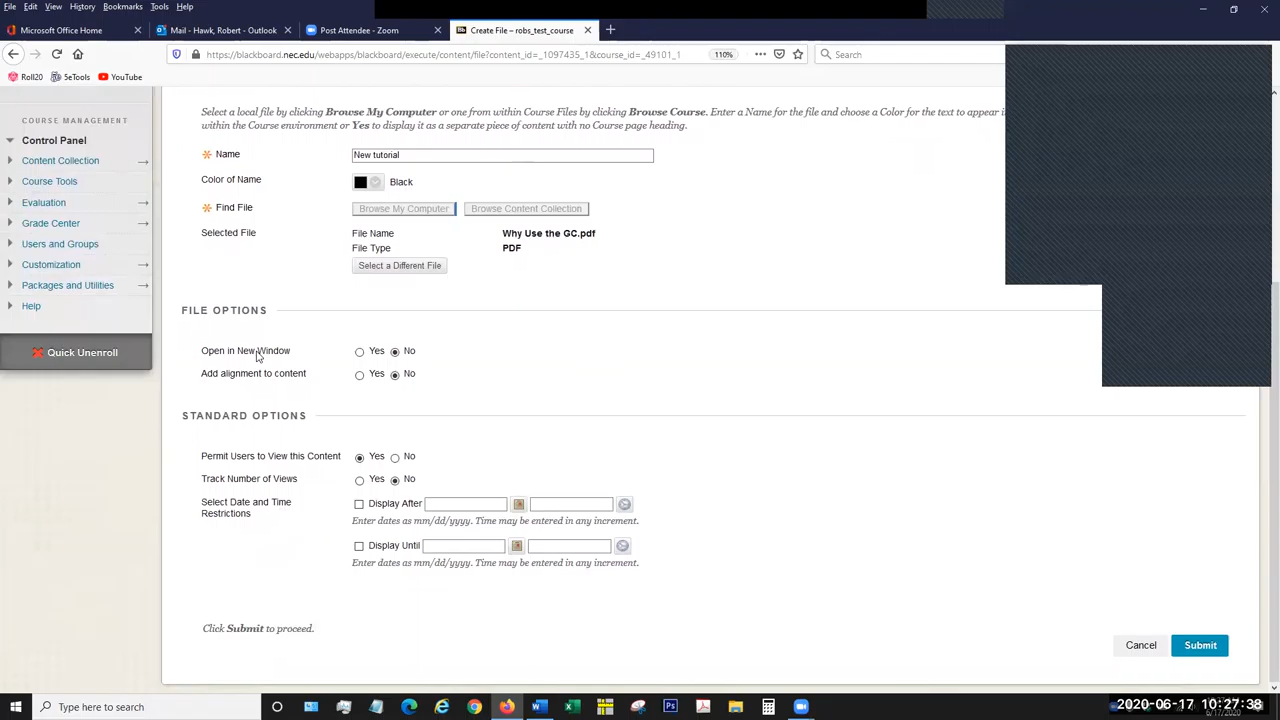 File Edit View History Bookmarks Tools Help
Microsoft Office Home
Mail - Hawk, Robert - Outlook
Post Attendee - Zoom
Create File – robs_test_course
https://blackboard.nec.edu/webapps/blackboard/execute/content/file?content_id=_1097435_1&course_id=_49101_1
110%
Search
Roll20 SeTools YouTube
COURSE MANAGEMENT
Control Panel
Content Collection
Course Tools
Evaluation
Grade Center
Users and Groups
Customization
Packages and Utilities
Help
Quick Unenroll
Select a local file by clicking Browse My Computer or one from within Course Files by clicking Browse Course. Enter a Name for the file and choose a Color for the text to appear i
within the Course environment or Yes to display it as a separate piece of content with no Course page heading.
Name New tutorial
Color of Name Black
Find File Browse My Computer Browse Content Collection
Selected File File Name Why Use the GC.pdf
File Type PDF
Select a Different File
FILE OPTIONS
Open in New Window Yes No
Add alignment to content Yes No
STANDARD OPTIONS
Permit Users to View this Content Yes No
Track Number of Views Yes No
Select Date and Time
Restrictions
Display After
Enter dates as mm/dd/yyyy. Time may be entered in any increment.
Display Until
Enter dates as mm/dd/yyyy. Time may be entered in any increment.
Click Submit to proceed.
Cancel Submit
Type here to search
2020-06-17 10:27:38
6/17/2020